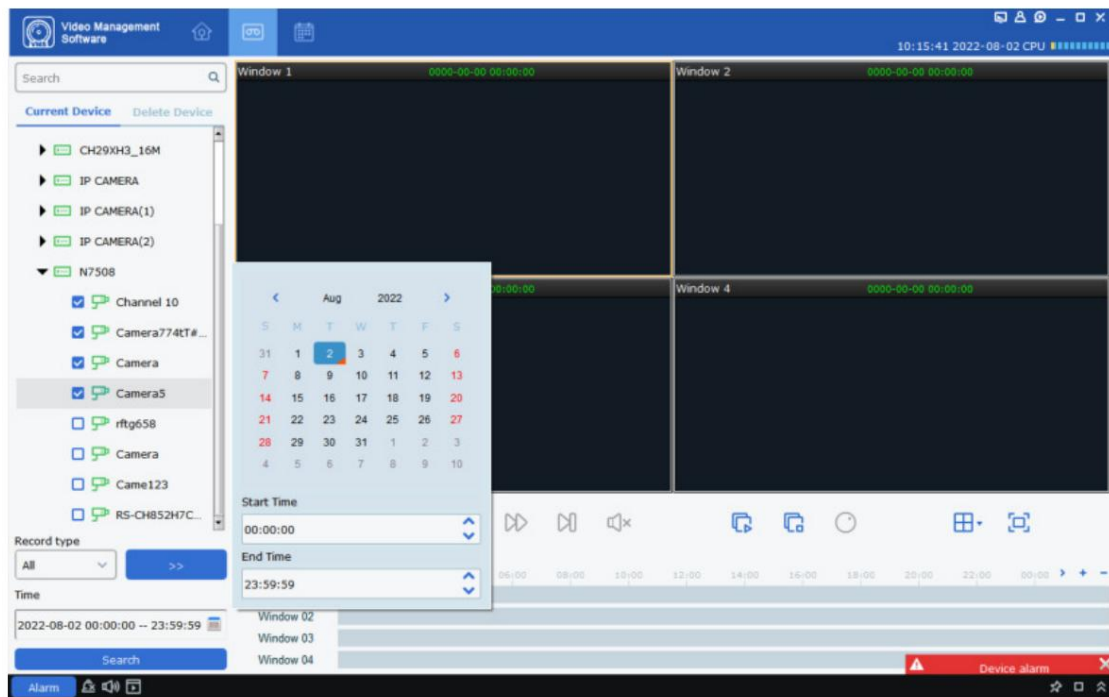 Video Management
Software
10:15:41 2022-08-02 CPU
Search
Current Device Delete Device
CH29XH3_16M
IP CAMERA
IP CAMERA(1)
IP CAMERA(2)
N7508
Channel 10
Camera774tT#...
Camera
Camera5
rftg658
Camera
Came123
RS-CH852H7C...
Record type
All >>
Time
2022-08-02 00:00:00 -- 23:59:59
Search
Window 1 0000-00-00 00:00:00
Window 2 0000-00-00 00:00:00
00:00:00
Window 4 0000-00-00 00:00:00
Aug 2022
S M T W T F S
31 1 2 3 4 5 6
7 8 9 10 11 12 13
14 15 16 17 18 19 20
21 22 23 24 25 26 27
28 29 30 31 1 2 3
4 5 6 7 8 9 10
Start Time
00:00:00
End Time
23:59:59
06:00 08:00 10:00 12:00 14:00 16:00 18:00 20:00 22:00 00:00 > + -
Window 02
Window 03
Window 04
Device alarm
Alarm